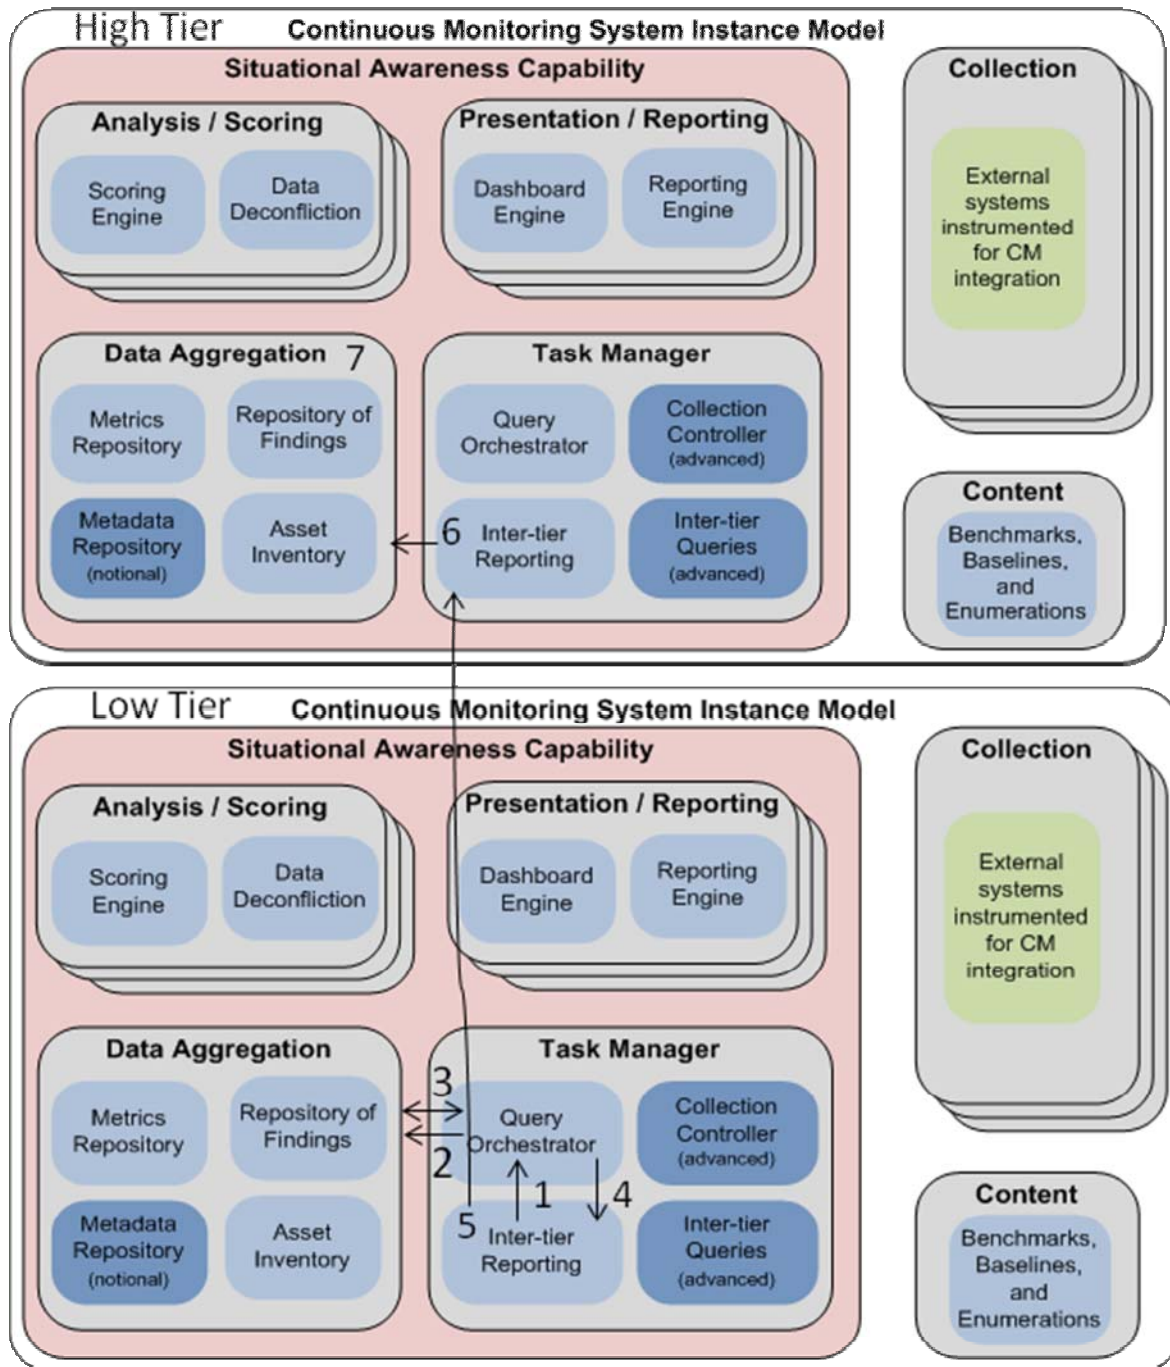 High Tier
Continuous Monitoring System Instance Model
Situational Awareness Capability
Analysis / Scoring
Scoring
Engine
Data
Deconfliction
Presentation / Reporting
Dashboard
Engine
Reporting
Engine
Collection
External
systems
instrumented
for CM
integration
Data Aggregation 7
Metrics
Repository
Repository of
Findings
Metadata
Repository
(notional)
Asset
Inventory
Task Manager
Query
Orchestrator
Collection
Controller
(advanced)
6
Inter-tier
Reporting
Inter-tier
Queries
(advanced)
Content
Benchmarks,
Baselines,
and
Enumerations
Low Tier
Continuous Monitoring System Instance Model
Situational Awareness Capability
Analysis / Scoring
Scoring
Engine
Data
Deconfliction
Presentation / Reporting
Dashboard
Engine
Reporting
Engine
Collection
External
systems
instrumented
for CM
integration
Data Aggregation
Metrics
Repository
Repository of
Findings
Metadata
Repository
(notional)
Asset
Inventory
Task Manager
3
2
Query
Orchestrator
Collection
Controller
(advanced)
1
4
5
Inter-tier
Reporting
Inter-tier
Queries
(advanced)
Content
Benchmarks,
Baselines,
and
Enumerations